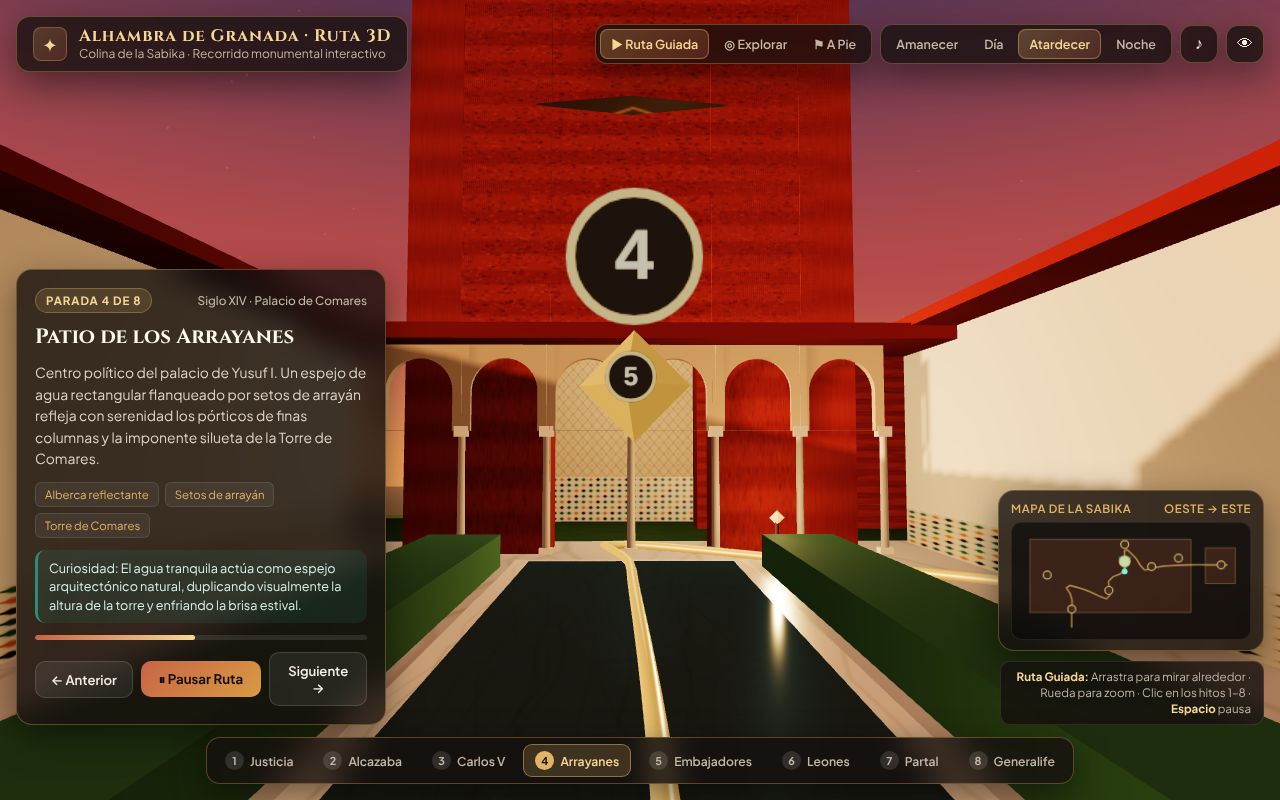 ✦
ALHAMBRA DE GRANADA · RUTA 3D
Colina de la Sabika · Recorrido monumental interactivo
▶ Ruta Guiada
◎ Explorar
⚑ A Pie
Amanecer
Día
Atardecer
Noche
♪
4
5
PARADA 4 DE 8
Siglo XIV · Palacio de Comares
PATIO DE LOS ARRAYANES
Centro político del palacio de Yusuf I. Un espejo de
agua rectangular flanqueado por setos de arrayán
refleja con serenidad los pórticos de finas
columnas y la imponente silueta de la Torre de
Comares.
Alberca reflectante
Setos de arrayán
Torre de Comares
Curiosidad: El agua tranquila actúa como espejo
arquitectónico natural, duplicando visualmente la
altura de la torre y enfriando la brisa estival.
← Anterior
⏸ Pausar Ruta
Siguiente
→
MAPA DE LA SABIKA
OESTE → ESTE
Ruta Guiada: Arrastra para mirar alrededor ·
Rueda para zoom · Clic en los hitos 1–8 ·
Espacio pausa
1 Justicia
2 Alcazaba
3 Carlos V
4 Arrayanes
5 Embajadores
6 Leones
7 Partal
8 Generalife